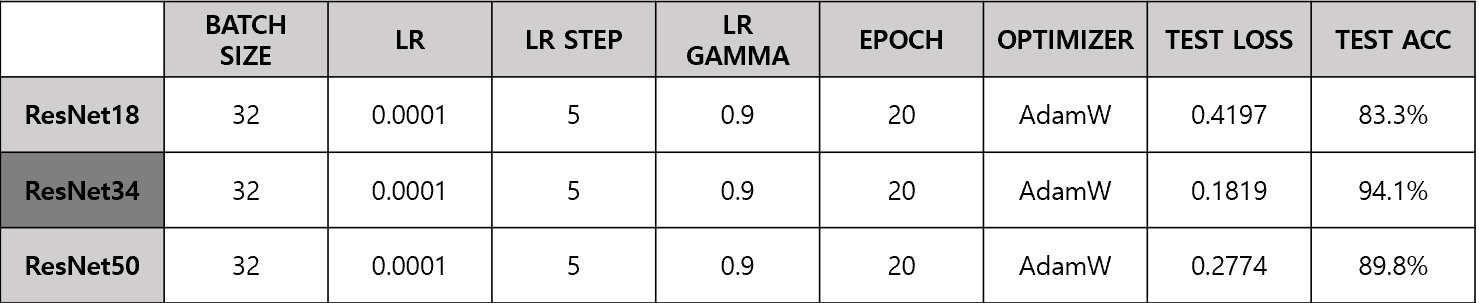 BATCH SIZE LR LR STEP LR GAMMA EPOCH OPTIMIZER TEST LOSS TEST ACC
ResNet18 32 0.0001 5 0.9 20 AdamW 0.4197 83.3%
ResNet34 32 0.0001 5 0.9 20 AdamW 0.1819 94.1%
ResNet50 32 0.0001 5 0.9 20 AdamW 0.2774 89.8%